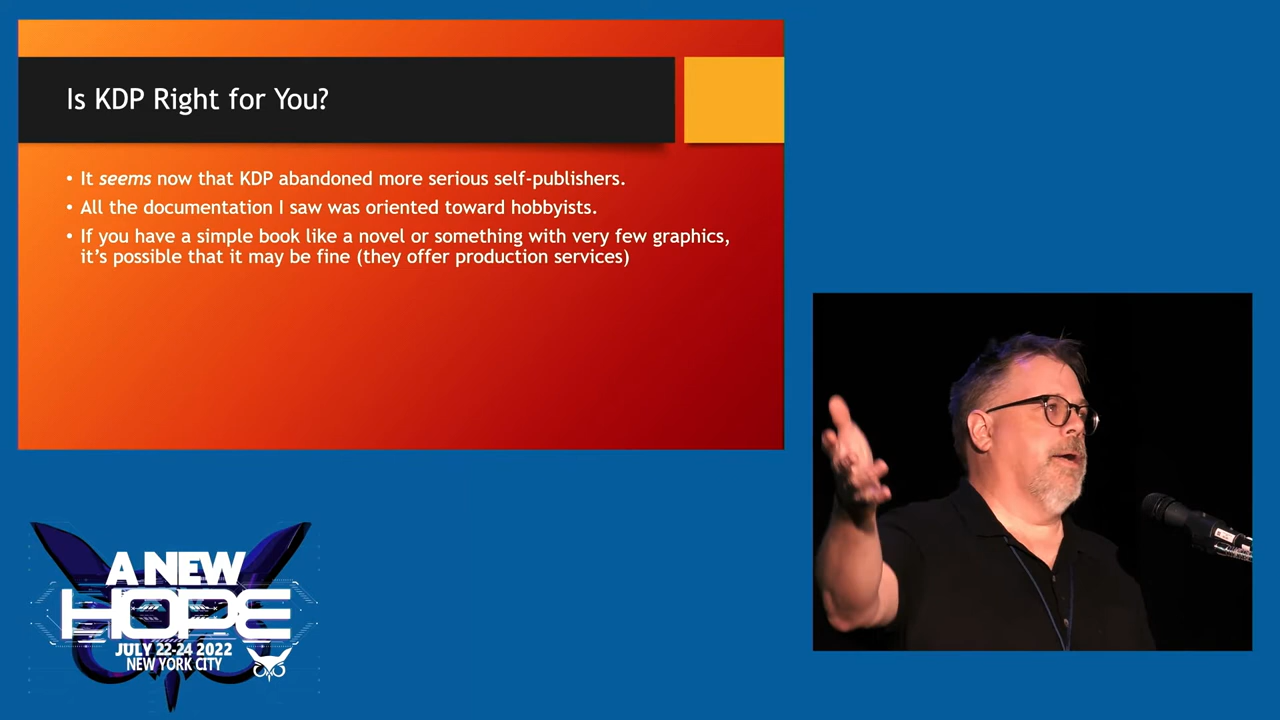 Is KDP Right for You?
• It seems now that KDP abandoned more serious self-publishers.
• All the documentation I saw was oriented toward hobbyists.
• If you have a simple book like a novel or something with very few graphics,
it’s possible that it may be fine (they offer production services)
A NEW
HOPE
JULY 22-24 2022
NEW YORK CITY